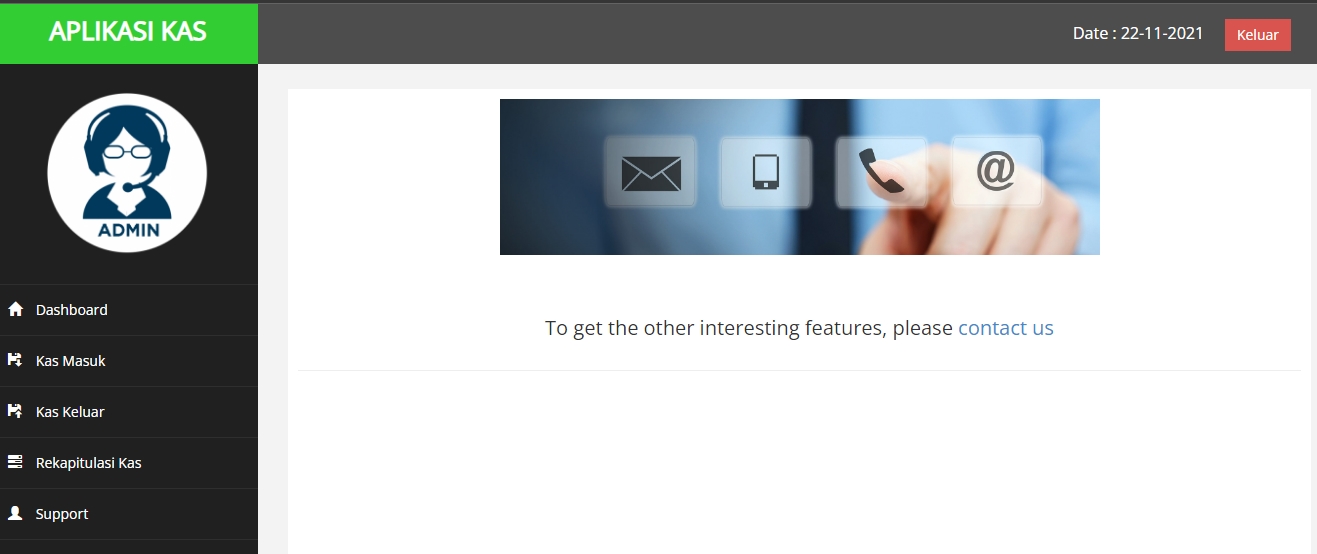 APLIKASI KAS
Date : 22-11-2021
Keluar
ADMIN
Dashboard
Kas Masuk
Kas Keluar
Rekapitulasi Kas
Support
@
To get the other interesting features, please contact us